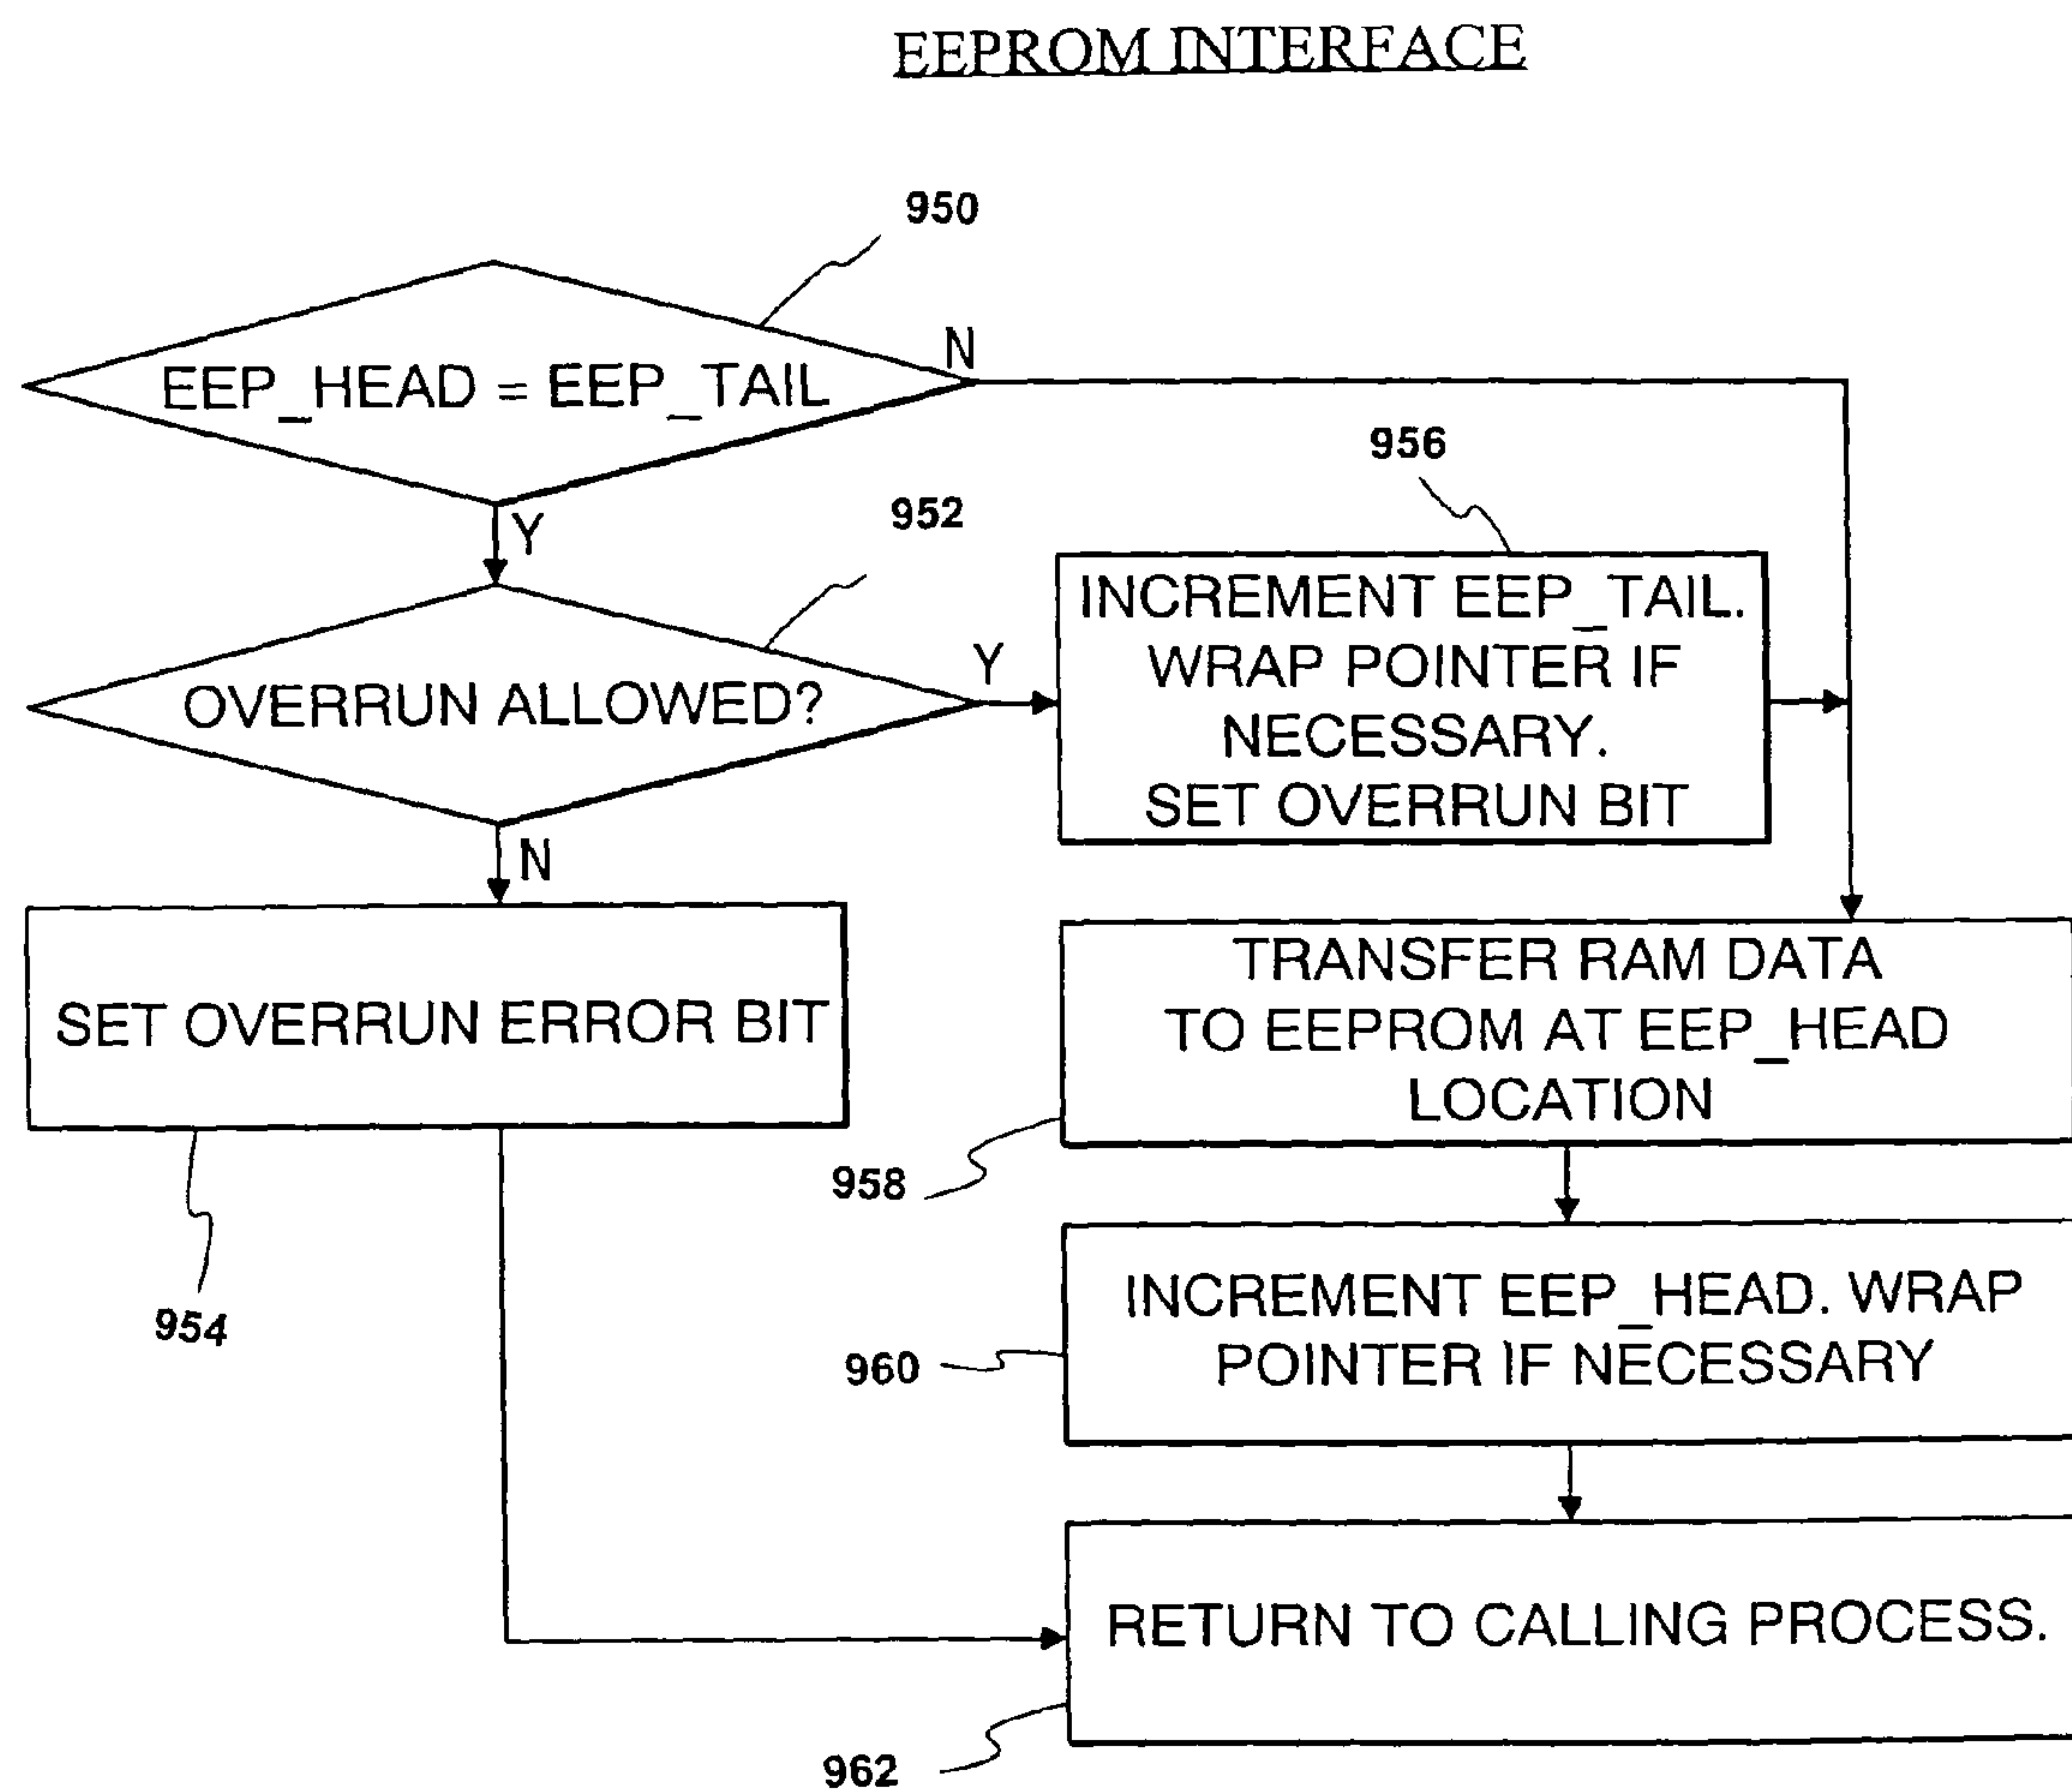 EEPROM INTERFACE
950
EEP_HEAD = EEP_TAIL
N
Y
956
952
OVERRUN ALLOWED?
Y
N
INCREMENT EEP_TAIL.
WRAP POINTER IF
NECESSARY.
SET OVERRUN BIT
SET OVERRUN ERROR BIT
954
TRANSFER RAM DATA
TO EEPROM AT EEP_HEAD
LOCATION
958
INCREMENT EEP_HEAD. WRAP
POINTER IF NECESSARY
960
RETURN TO CALLING PROCESS.
962